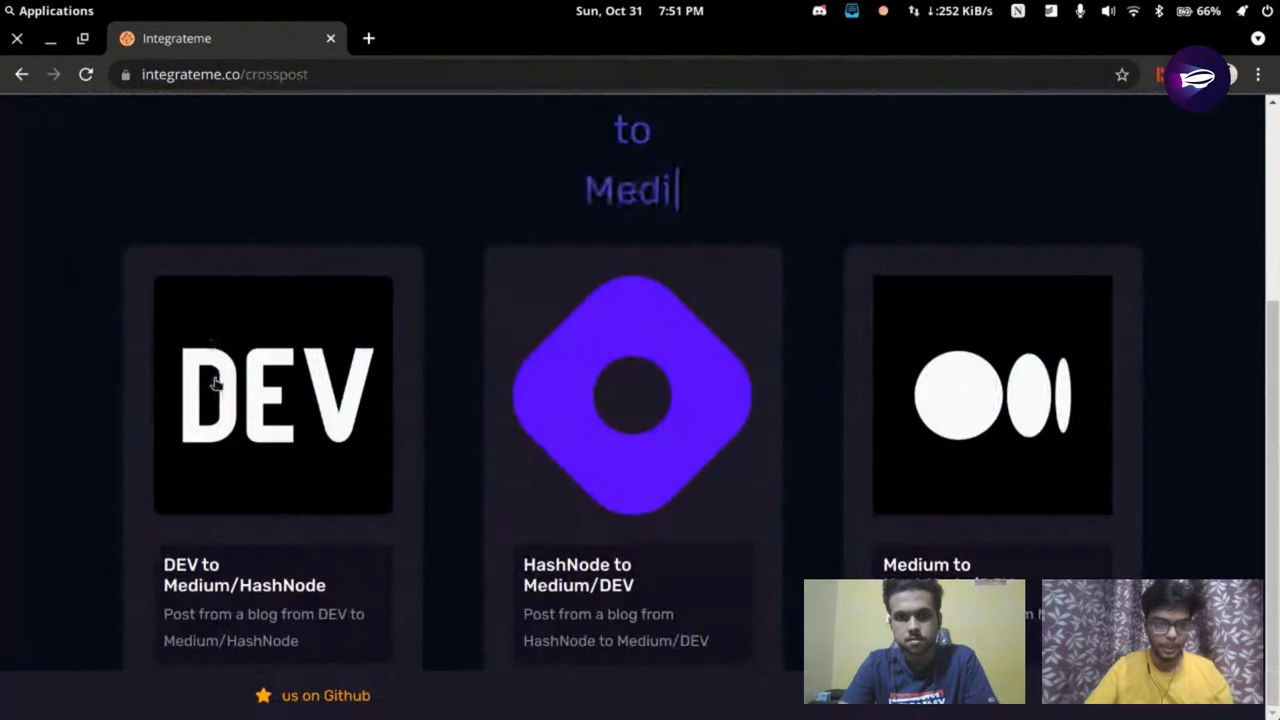 Applications
Sun, Oct 31 7:51 PM
↓:252 KiB/s
66%
Integrateme
integrateme.co/crosspost
to
Medi
DEV
DEV to
Medium/HashNode
Post from a blog from DEV to
Medium/HashNode
HashNode to
Medium/DEV
Post from a blog from
HashNode to Medium/DEV
Medium to
us on Github